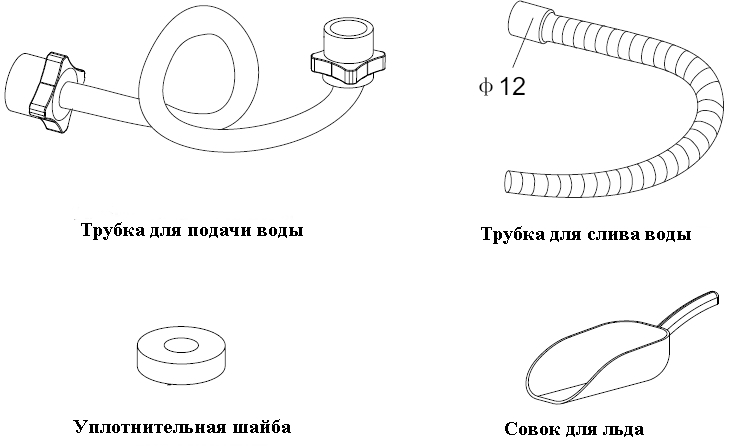 ф 12
Трубка для подачи воды
Трубка для слива воды
Уплотнительная шайба
Совок для льда